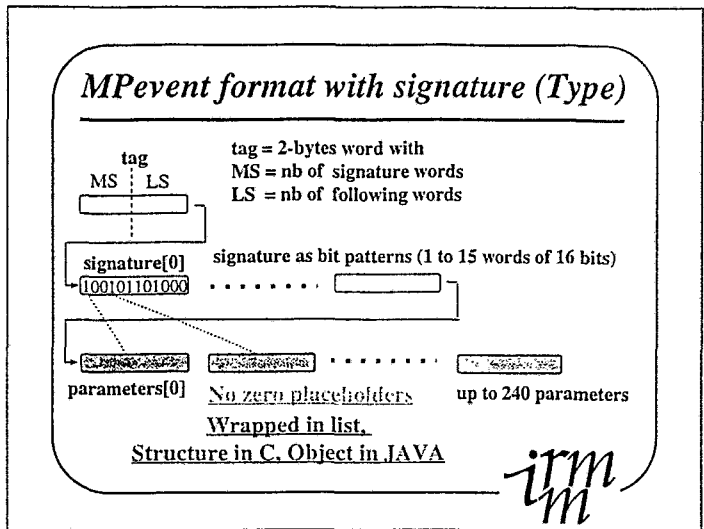 MPevent format with signature (Type)
tag = 2-bytes word with
tag
MS = nb of signature words
MS LS
LS = nb of following words
signature[0]
signature as bit patterns (1 to 15 words of 16 bits)
100101101000
parameters[0]
No zero placeholders
up to 240 parameters
Wrapped in list,
Structure in C, Object in JAVA
irmm